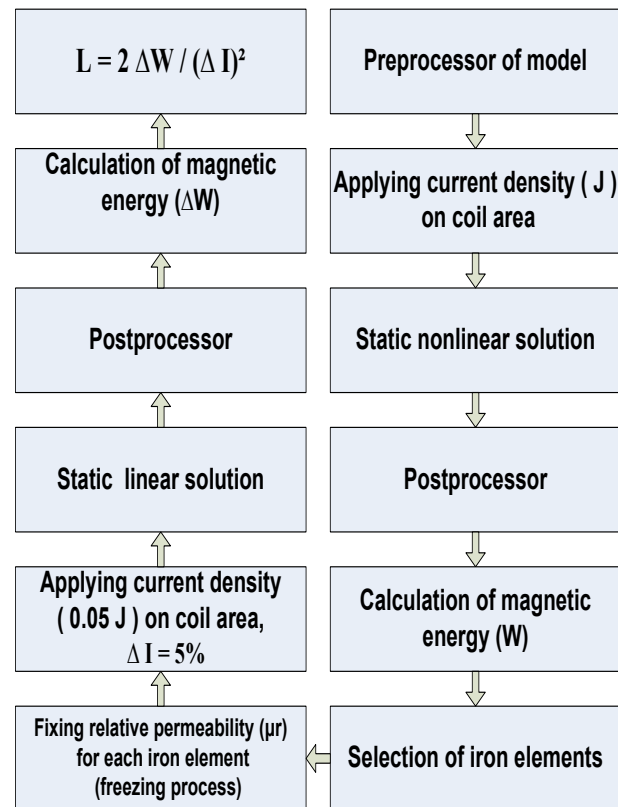 Preprocessor of model
Applying current density ( J )
on coil area
Static nonlinear solution
Postprocessor
Calculation of magnetic
energy (W)
Selection of iron elements
Fixing relative permeability (μr)
for each iron element
(freezing process)
Applying current density
( 0.05 J ) on coil area,
Δ I = 5%
Static linear solution
Postprocessor
Calculation of magnetic
energy (ΔW)
L = 2 ΔW / (Δ I)²